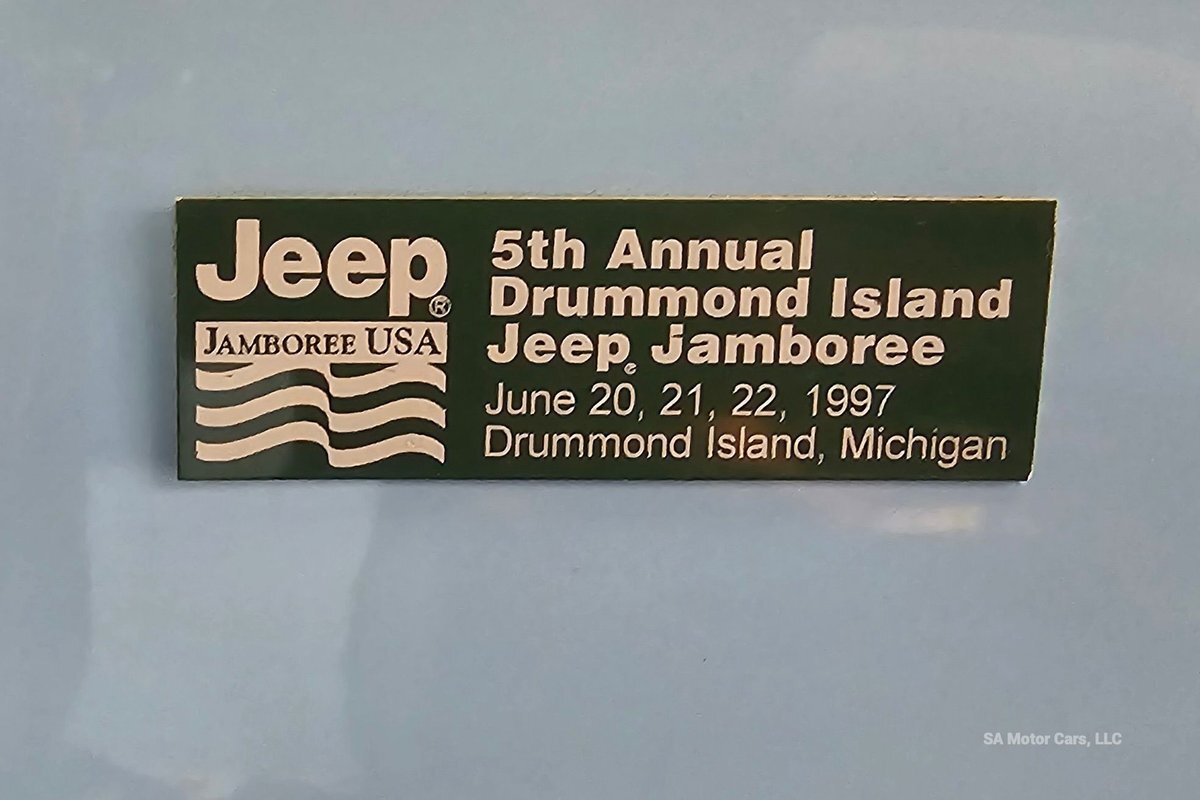 Jeep®
JAMBOREE USA
5th Annual
Drummond Island
Jeep® Jamboree
June 20, 21, 22, 1997
Drummond Island, Michigan
SA Motor Cars, LLC